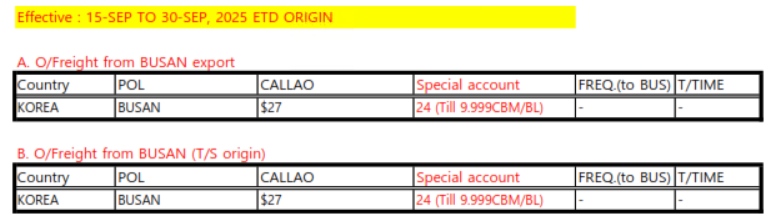 Effective : 15-SEP TO 30-SEP, 2025 ETD ORIGIN
A. O/Freight from BUSAN export
Country POL CALLAO Special account FREQ.(to BUS) T/TIME
KOREA BUSAN $27 24 (Till 9.999CBM/BL) - -
B. O/Freight from BUSAN (T/S origin)
Country POL CALLAO Special account FREQ.(to BUS) T/TIME
KOREA BUSAN $27 24 (Till 9.999CBM/BL) - -